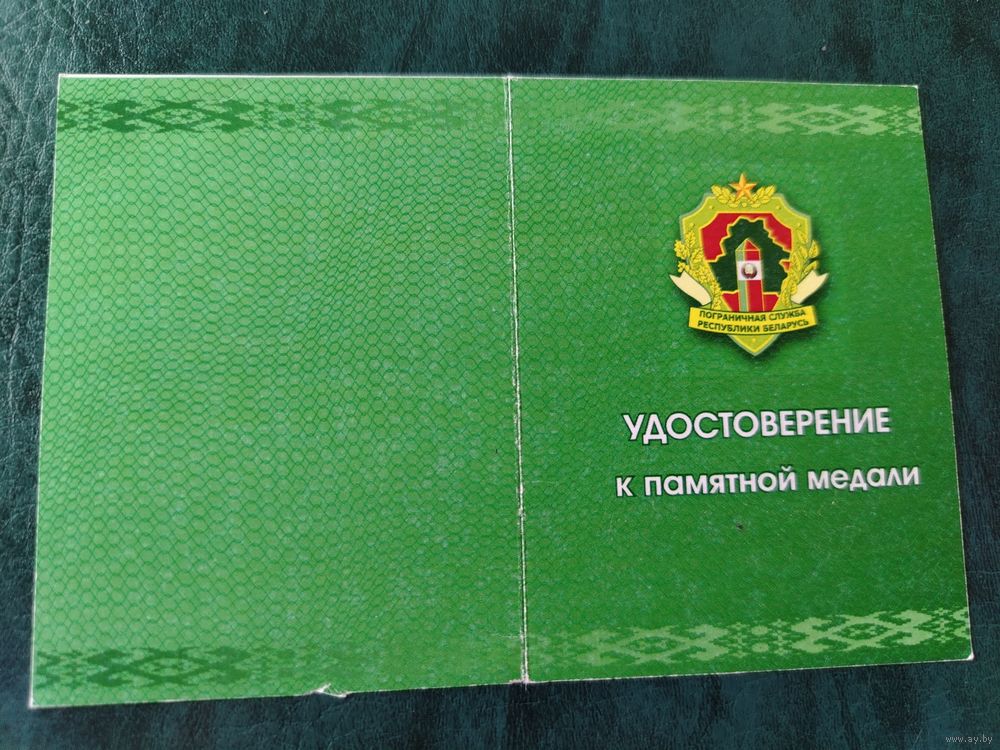 ПОГРАНИЧНАЯ СЛУЖБА
РЕСПУБЛИКИ БЕЛАРУСЬ
УДОСТОВЕРЕНИЕ
к памятной медали
www.ay.by